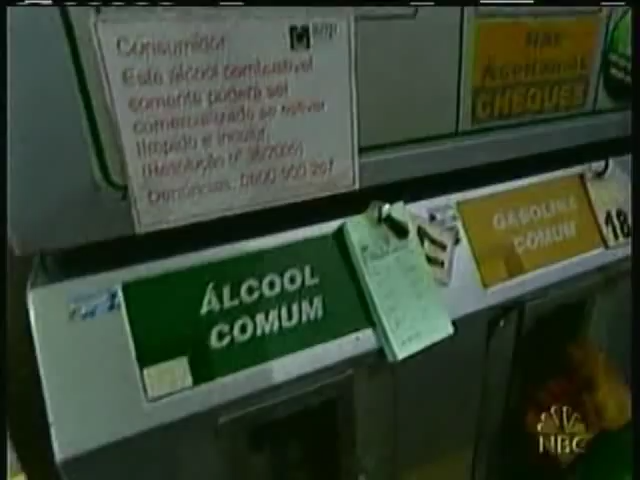 Consumidor
anp
Este álcool combustível
somente poderá ser
comercializado se estiver
límpido e incolor.
(Resolução nº 36/2005)
Denúncias: 0800 900 267
NÃO
ACEITAMOS
CHEQUES
ÁLCOOL
COMUM
GASOLINA
COMUM
18
NBC